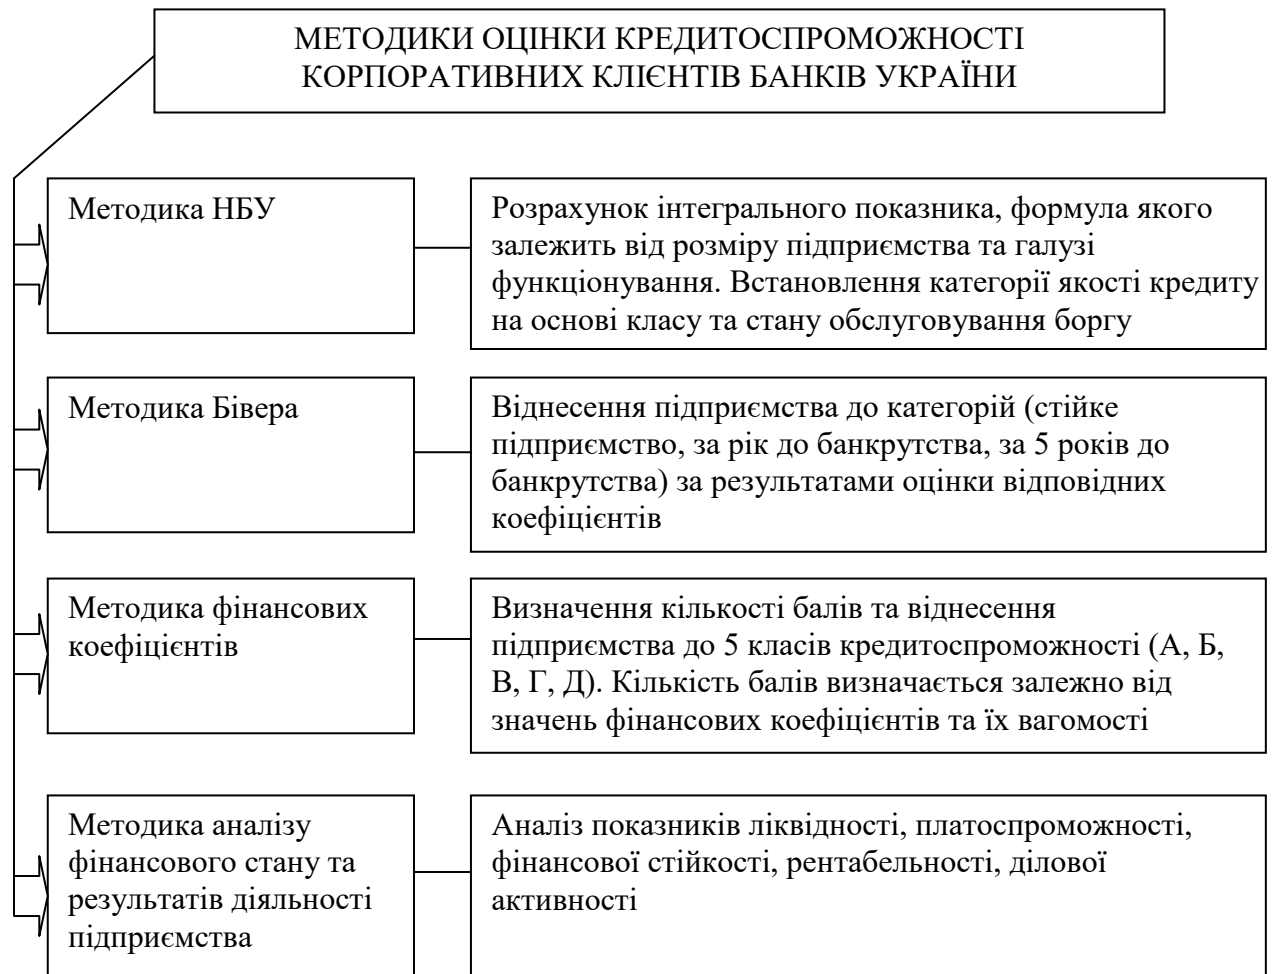 МЕТОДИКИ ОЦІНКИ КРЕДИТОСПРОМОЖНОСТІ
КОРПОРАТИВНИХ КЛІЄНТІВ БАНКІВ УКРАЇНИ
Методика НБУ
Розрахунок інтегрального показника, формула якого
залежить від розміру підприємства та галузі
функціонування. Встановлення категорії якості кредиту
на основі класу та стану обслуговування боргу
Методика Бівера
Віднесення підприємства до категорій (стійке
підприємство, за рік до банкрутства, за 5 років до
банкрутства) за результатами оцінки відповідних
коефіцієнтів
Методика фінансових
коефіцієнтів
Визначення кількості балів та віднесення
підприємства до 5 класів кредитоспроможності (А, Б,
В, Г, Д). Кількість балів визначається залежно від
значень фінансових коефіцієнтів та їх вагомості
Методика аналізу
фінансового стану та
результатів діяльності
підприємства
Аналіз показників ліквідності, платоспроможності,
фінансової стійкості, рентабельності, ділової
активності